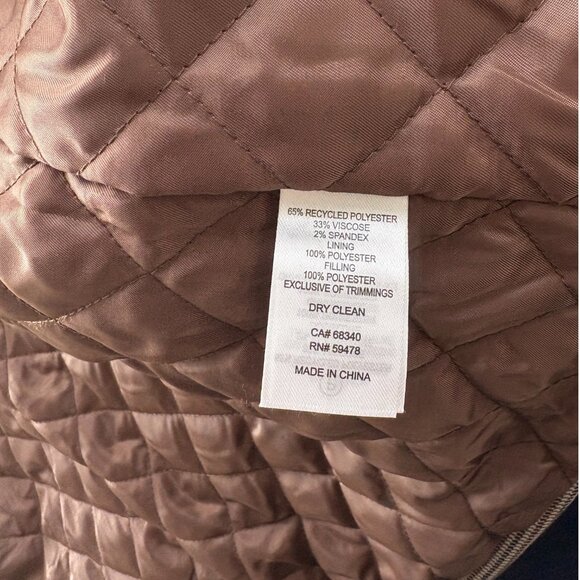 65% RECYCLED POLYESTER
33% VISCOSE
2% SPANDEX
LINING
100% POLYESTER
FILLING
100% POLYESTER
EXCLUSIVE OF TRIMMINGS
DRY CLEAN
CA# 68340
RN# 59478
MADE IN CHINA